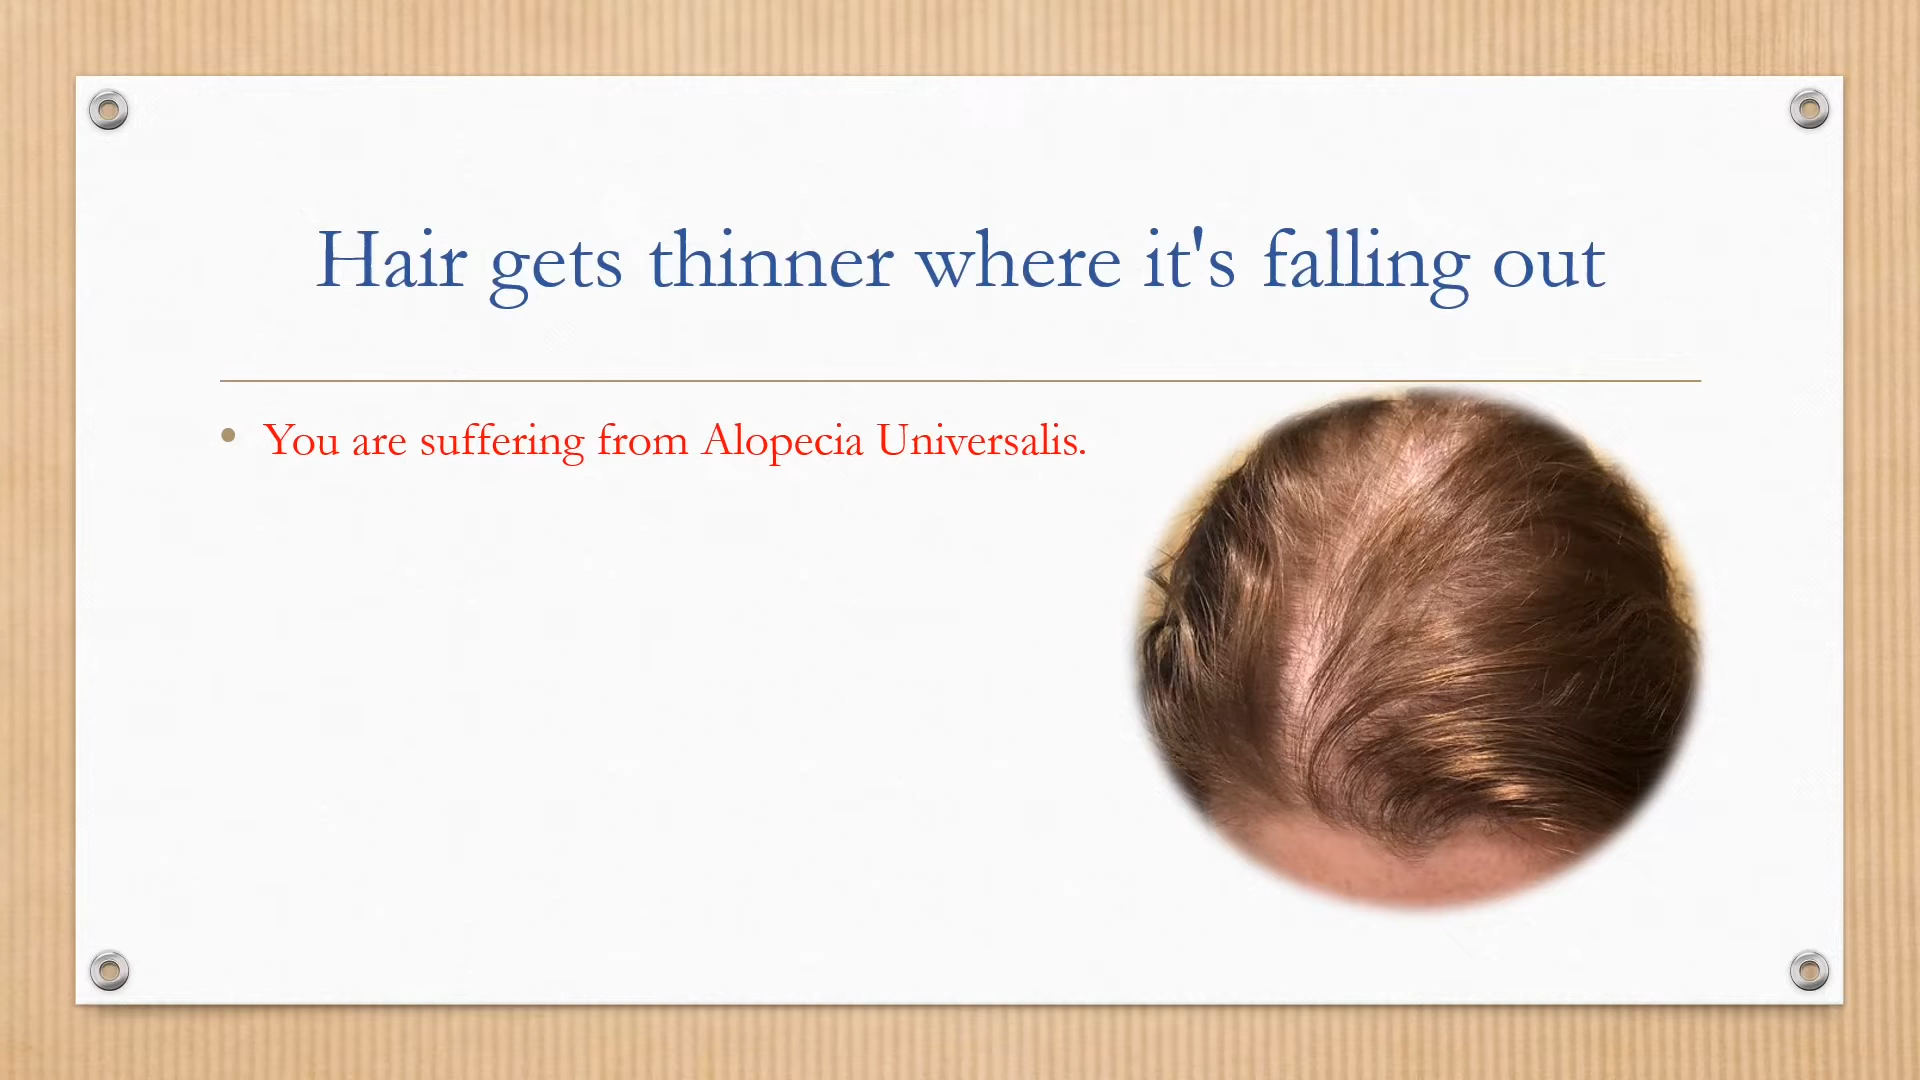 Hair gets thinner where it's falling out
• You are suffering from Alopecia Universalis.